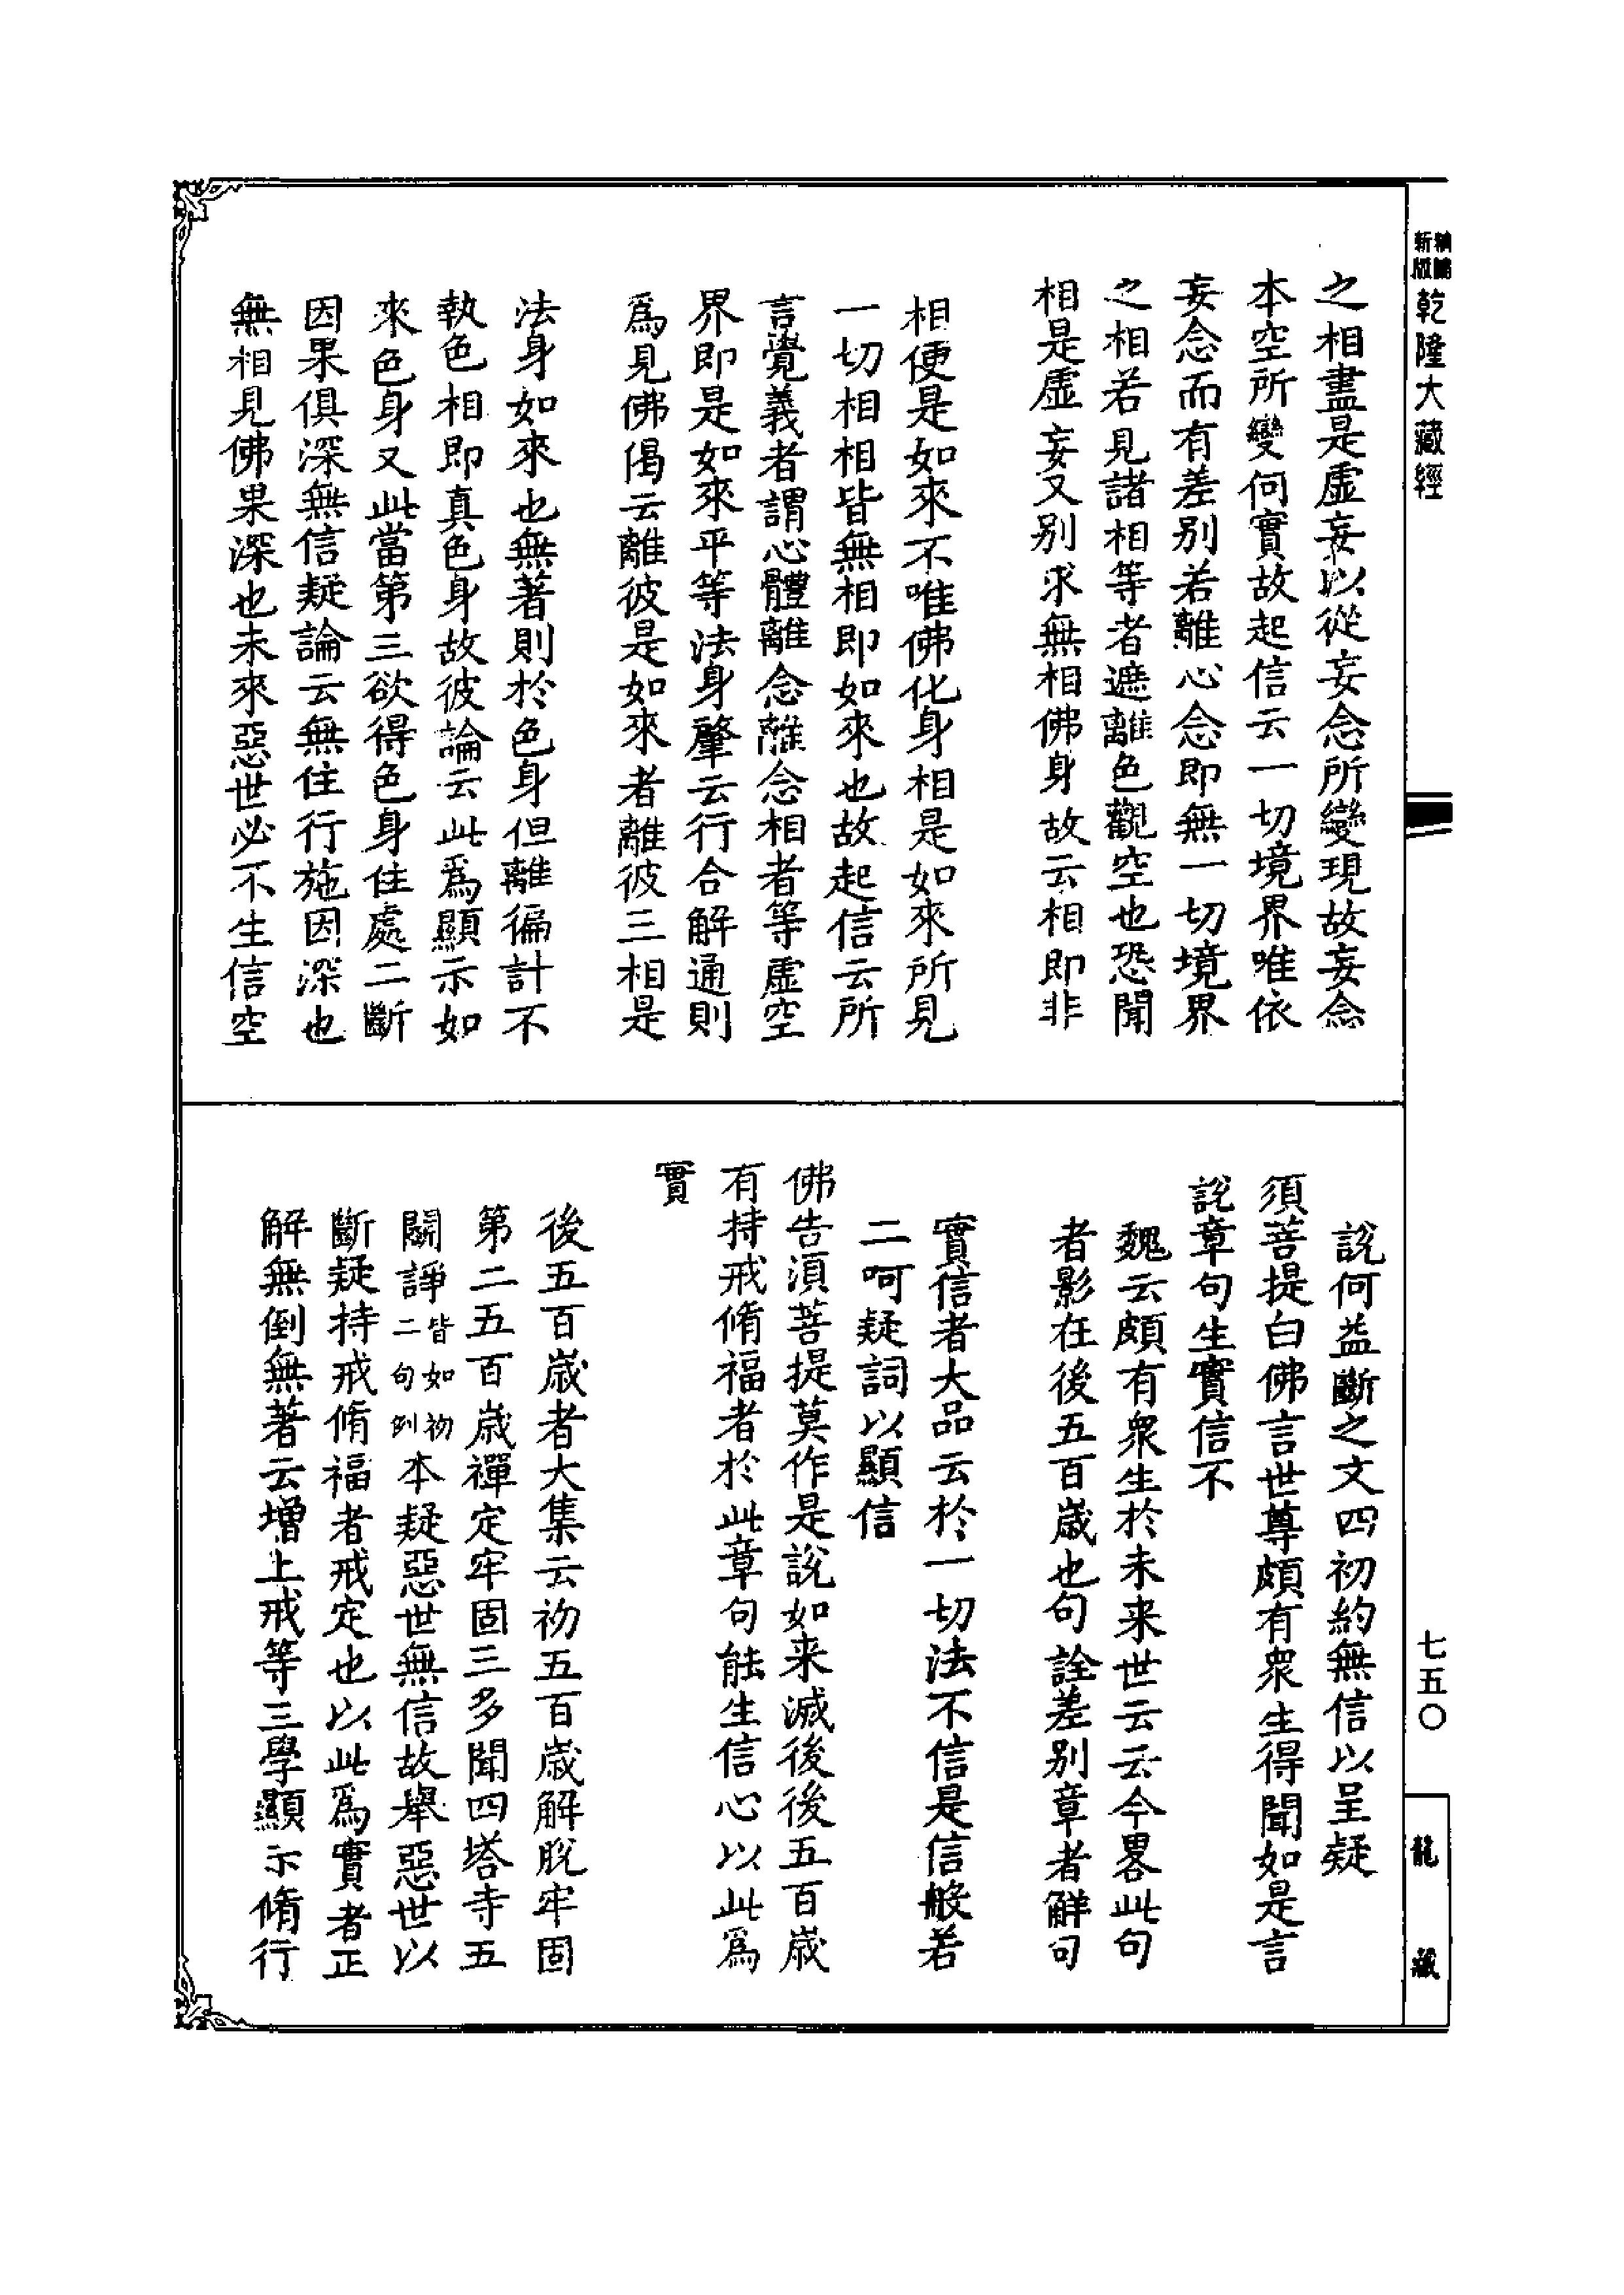 新版
精縮
乾隆大藏經
七五〇
龍藏
之相盡是虛妄以從妄念所變現故妄念
本空所變何實故起信云一切境界唯依
妄念而有差別若離心念即無一切境界
之相若見諸相等者遮離色觀空也恐聞
相是虛妄又別求無相佛身故云相即非
相便是如來不唯佛化身相是如來所見
一切相相皆無相即如來也故起信云所
言覺義者謂心體離念離念相者等虛空
界即是如來平等法身肇云行合解通則
為見佛偈云離彼是如來者離彼三相是
法身如來也無著則於色身但離徧計不
執色相即真色身故彼論云此為顯示如
來色身又此當第三欲得色身住處二斷
因果俱深無信疑論云無住行施因深也
無相見佛果深也未來惡世必不生信空
說何益斷之文四初約無信以呈疑
須菩提白佛言世尊頗有眾生得聞如是言
說章句生實信不
魏云頗有眾生於未來世云云今畧此句
者影在後五百歲也句詮差別章者解句
實信者大品云於一切法不信是信般若
二呵疑詞以顯信
佛告須菩提莫作是說如來滅後後五百歲
有持戒脩福者於此章句能生信心以此為
實
後五百歲者大集云初五百歲解脫牢固
第二五百歲禪定牢固三多聞四塔寺五
鬬諍皆如初二句例本疑惡世無信故舉惡世以
斷疑持戒脩福者戒定也以此為實者正
解無倒無著云增上戒等三學顯示脩行